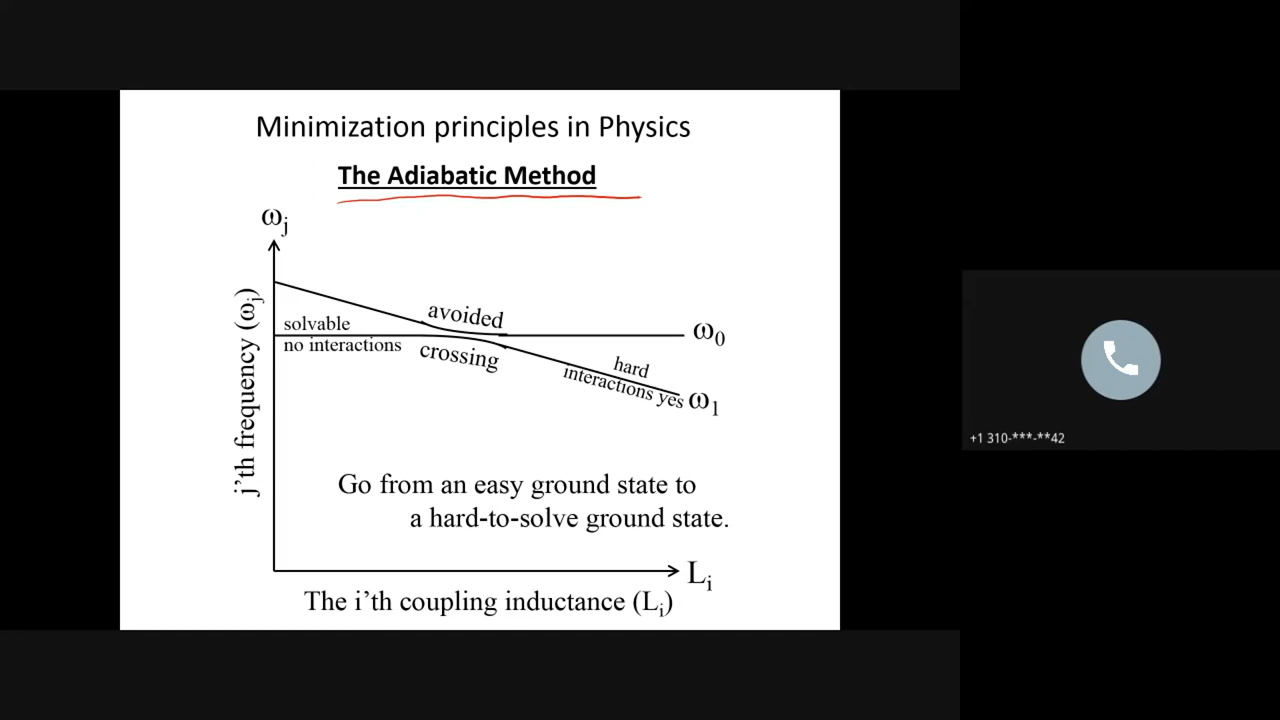 Minimization principles in Physics
The Adiabatic Method
ωj
j'th frequency (ωj)
solvable
no interactions
avoided
crossing
hard
interactions yes
ω0
ω1
Go from an easy ground state to
a hard-to-solve ground state.
Li
The i'th coupling inductance (Li)
+1 310-***-**42